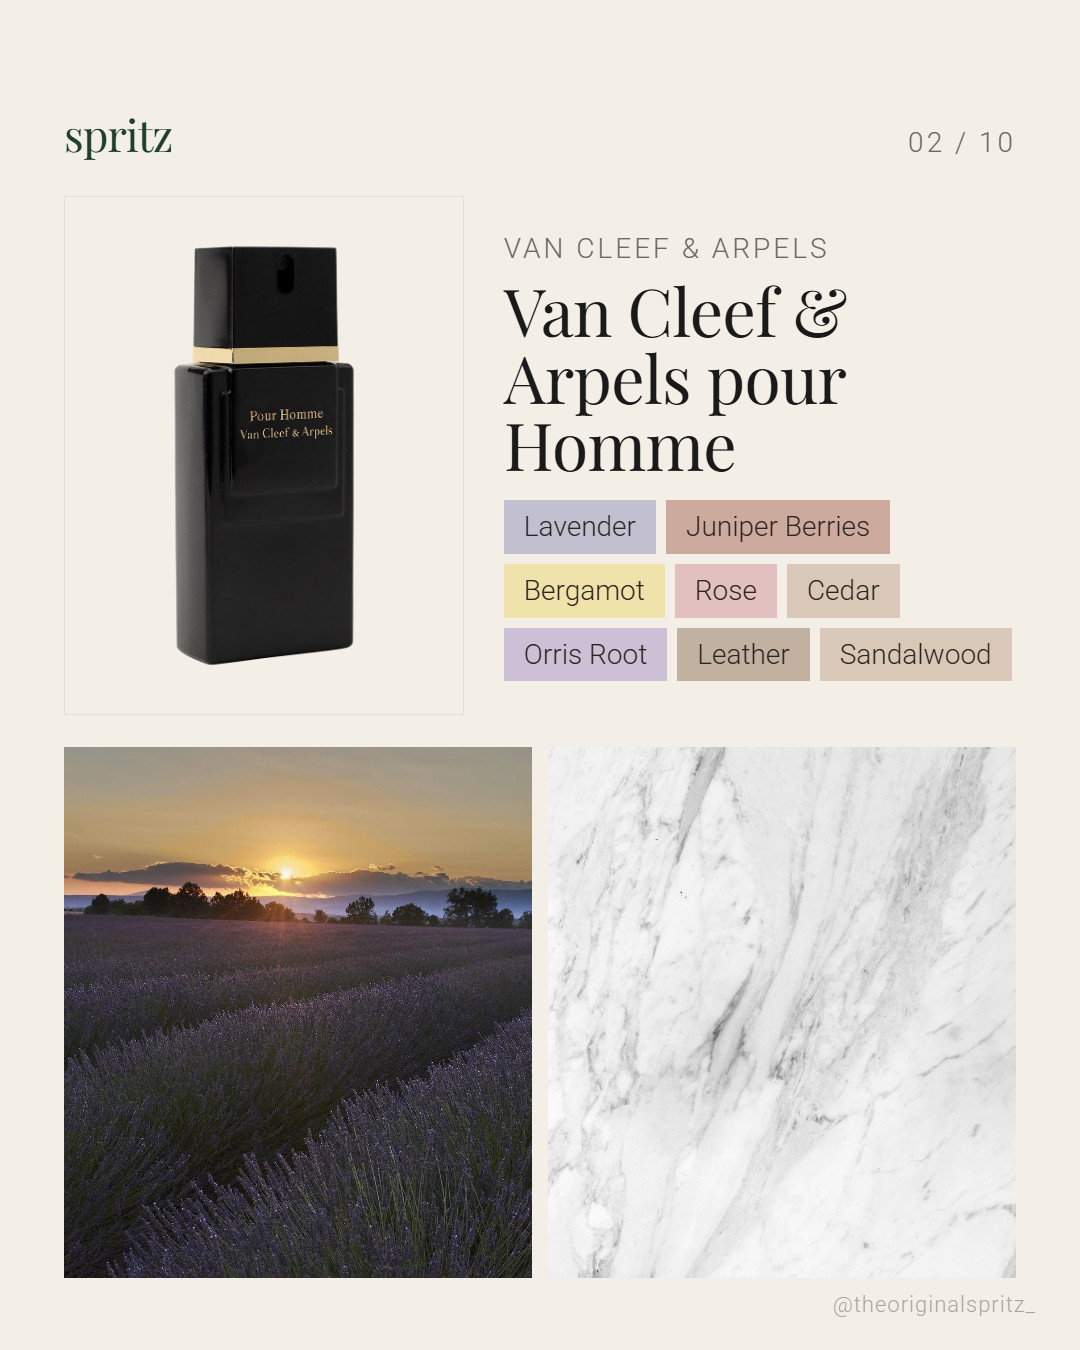 spritz
02 / 10
VAN CLEEF & ARPELS
Van Cleef &
Arpels pour
Homme
Pour Homme
Van Cleef & Arpels
Lavender
Juniper Berries
Bergamot
Rose
Cedar
Orris Root
Leather
Sandalwood
@theoriginalspritz_